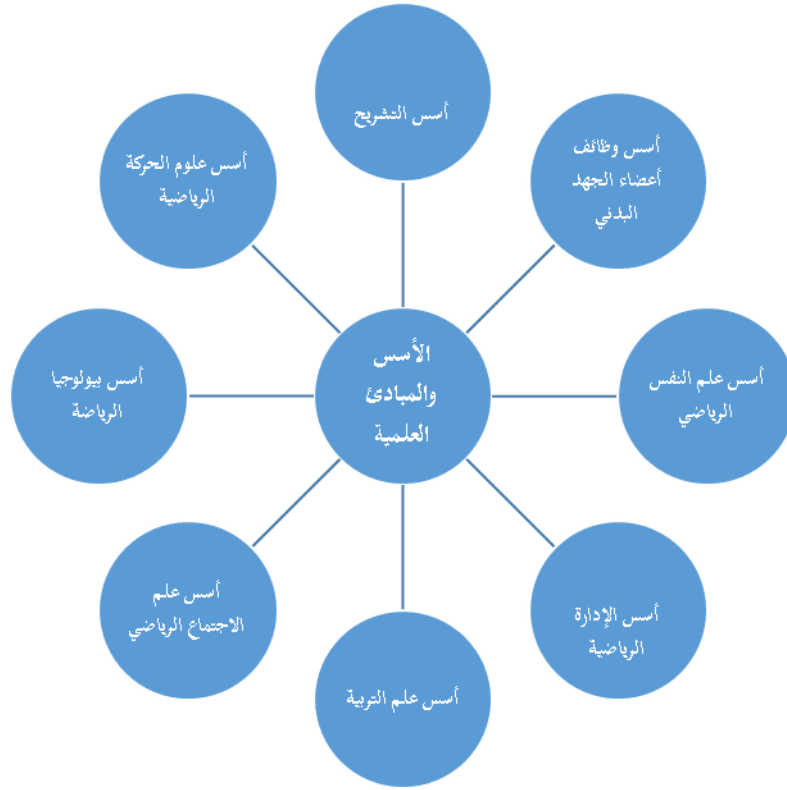 أسس التشريح
أسس وظائف
أعضاء الجهد
البدني
أسس علم النفس
الرياضي
أسس الإدارة
الرياضية
أسس علم التربية
أسس علم
الاجتماع الرياضي
أسس بيولوجيا
الرياضة
أسس علوم الحركة
الرياضية
الأسس
والمبادئ
العلمية